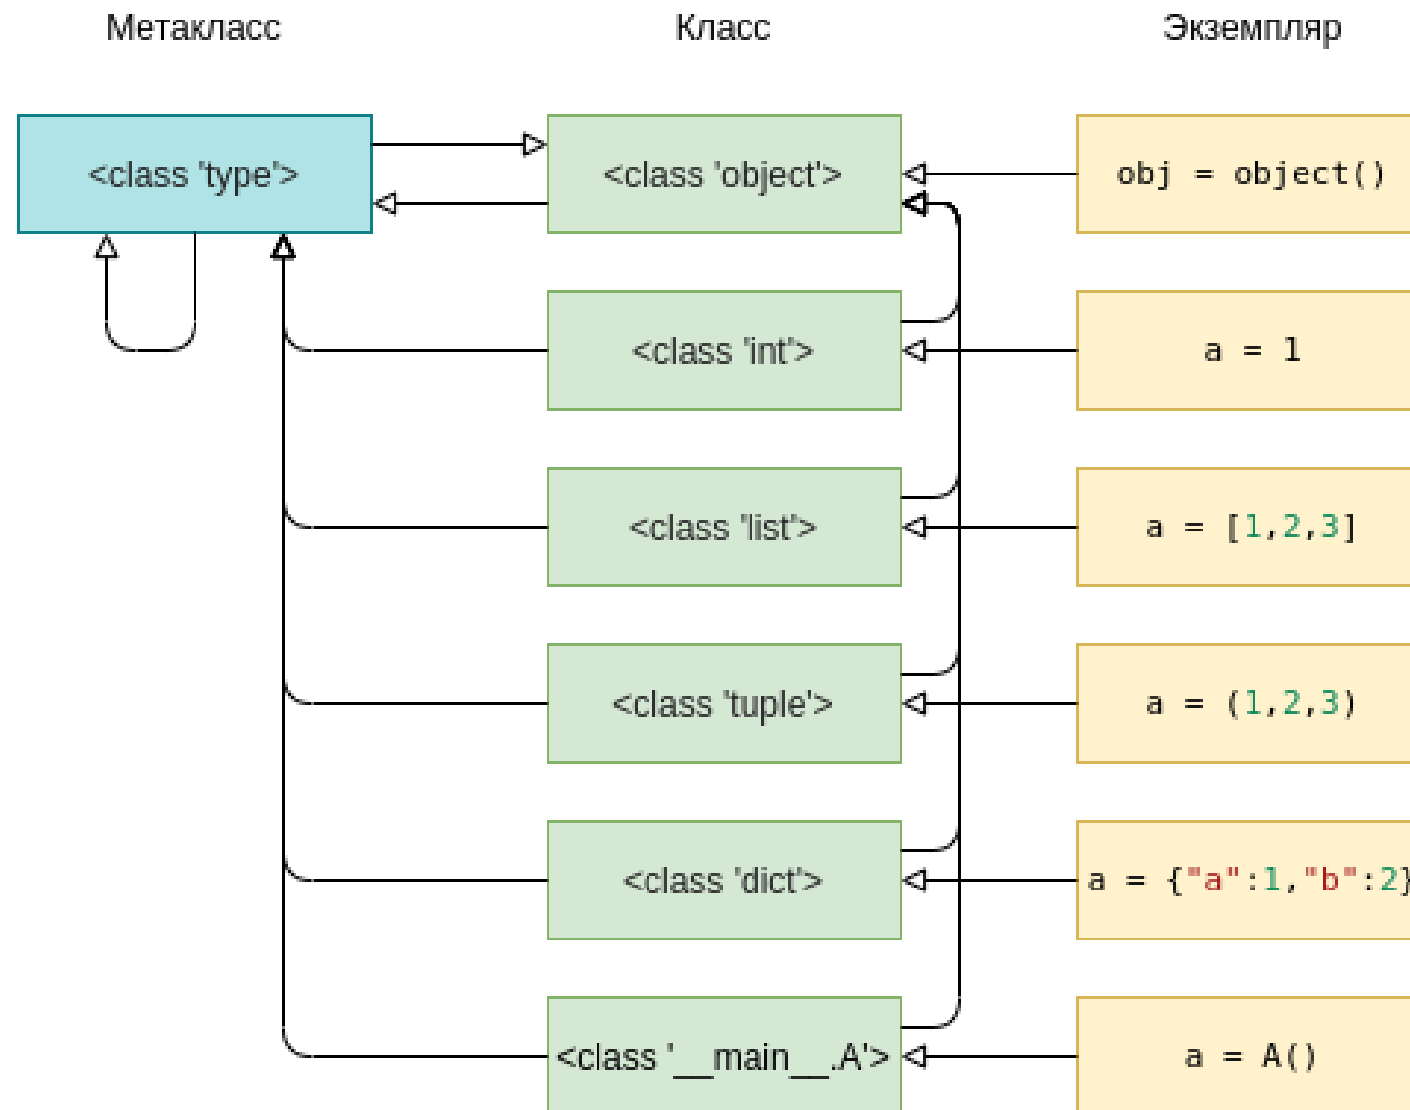 Метакласс Класс Экземпляр
<class 'type'> <class 'object'> obj = object()
<class 'int'> a = 1
<class 'list'> a = [1,2,3]
<class 'tuple'> a = (1,2,3)
<class 'dict'> a = {"a":1,"b":2}
<class '__main__.A'> a = A()